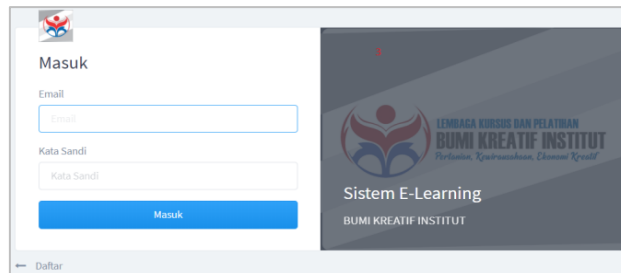 Masuk
Email
Email
Kata Sandi
Kata Sandi
Masuk
Daftar
LEMBAGA KURSUS DAN PELATIHAN
BUMI KREATIF INSTITUT
Pertanian, Kewirausahaan, Ekonomi Kreatif
Sistem E-Learning
BUMI KREATIF INSTITUT